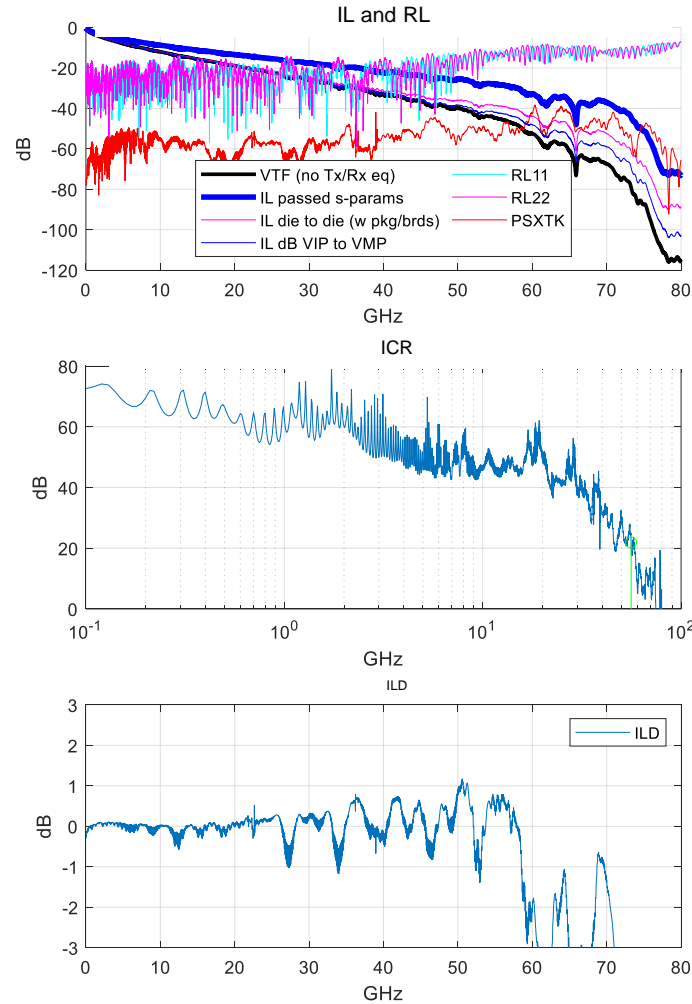 IL and RL
0
-20
-40
-60
-80
-100
-120
dB
VTF (no Tx/Rx eq)
IL passed s-params
IL die to die (w pkg/brds)
IL dB VIP to VMP
RL11
RL22
PSXTK
0 10 20 30 40 50 60 70 80
GHz
ICR
80
60
40
20
0
dB
10^-1 10^0 10^1 10^2
GHz
ILD
3
2
1
0
-1
-2
-3
dB
ILD
0 10 20 30 40 50 60 70 80
GHz